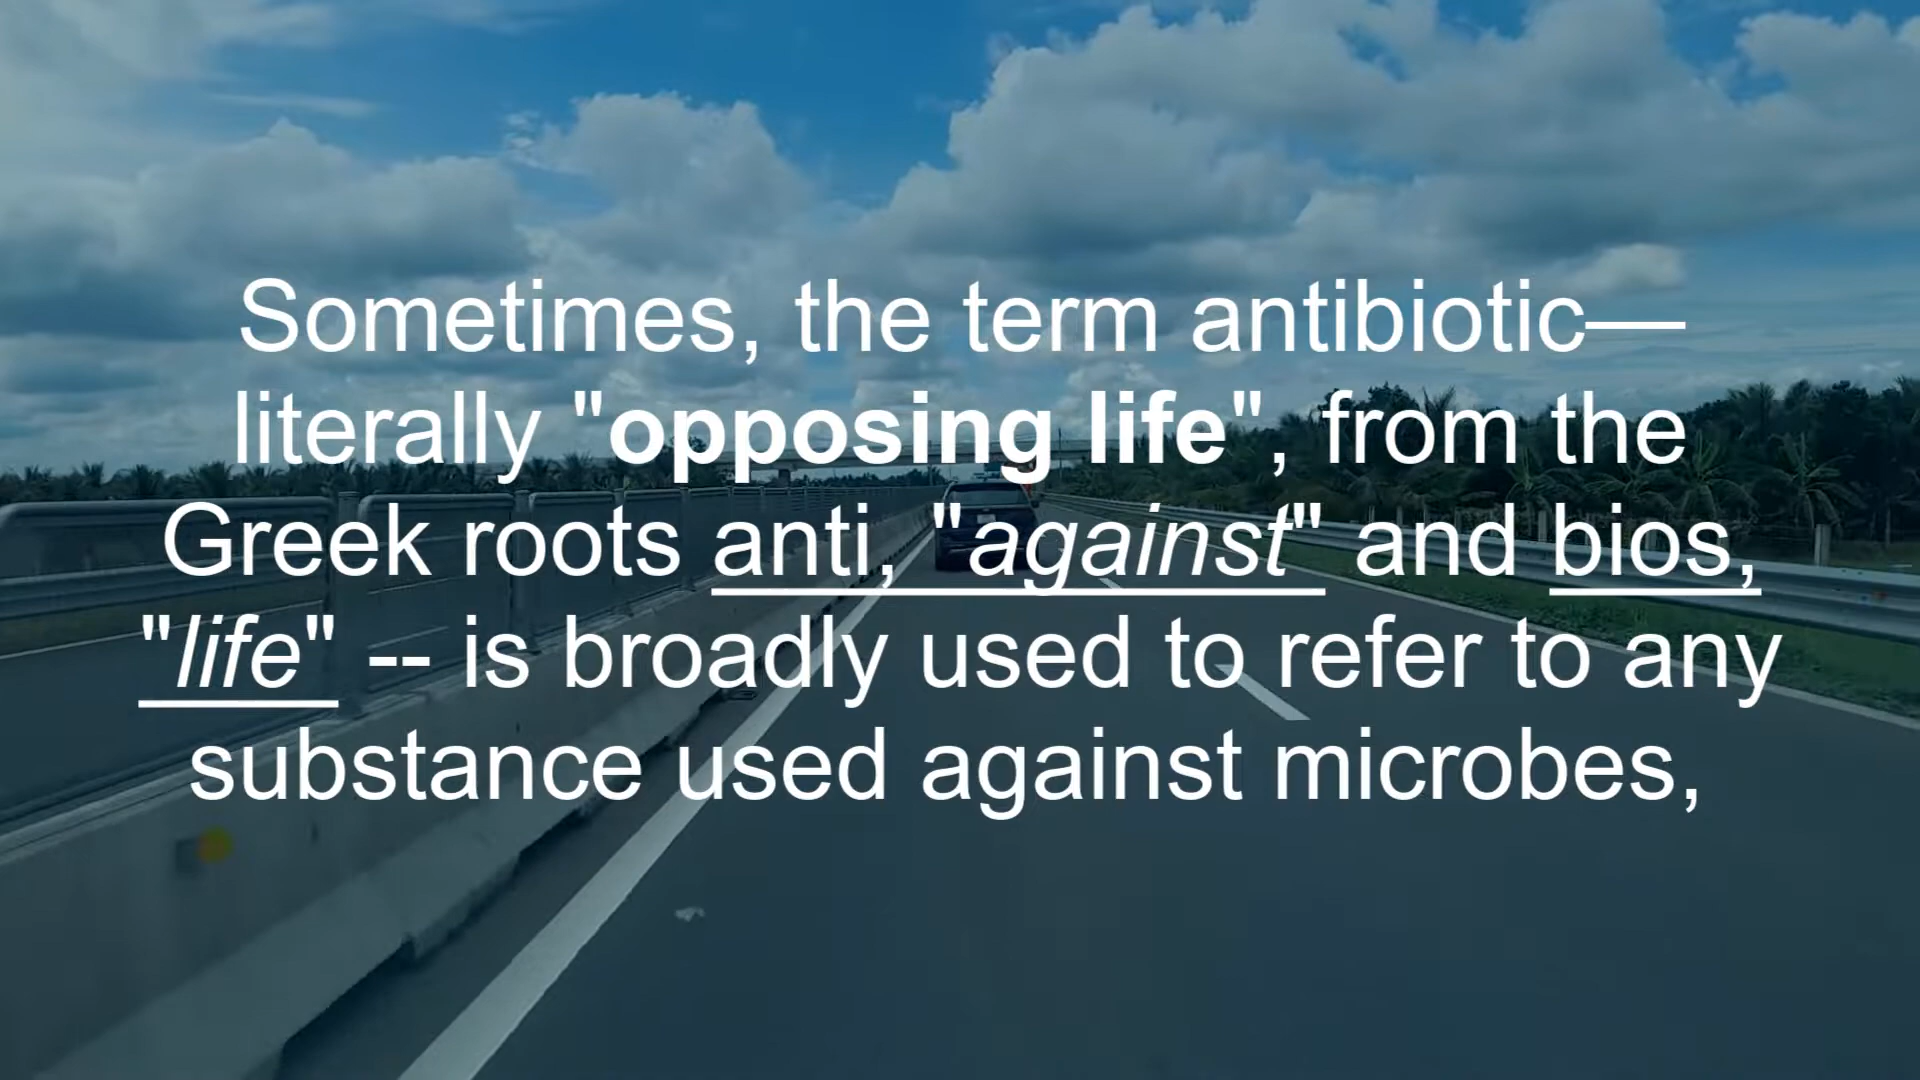 Sometimes, the term antibiotic—
literally "opposing life", from the
Greek roots anti, "against" and bios,
"life" -- is broadly used to refer to any
substance used against microbes,